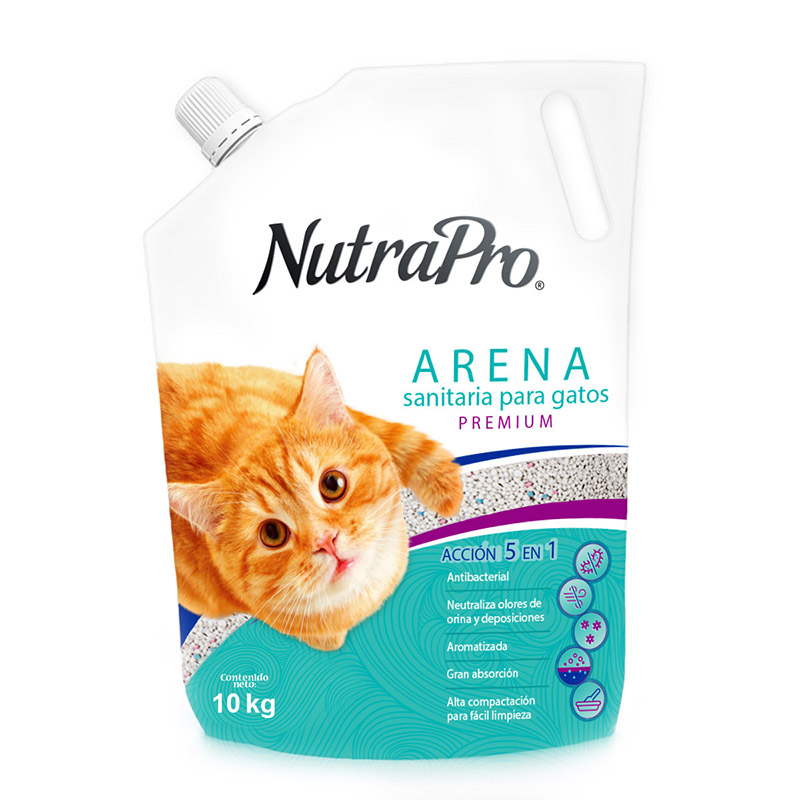 NutraPro®
ARENA
sanitaria para gatos
PREMIUM
ACCIÓN 5 EN 1
Antibacterial
Neutraliza olores de
orina y deposiciones
Aromatizada
Gran absorción
Alta compactación
para fácil limpieza
Contenido
neto:
10 kg